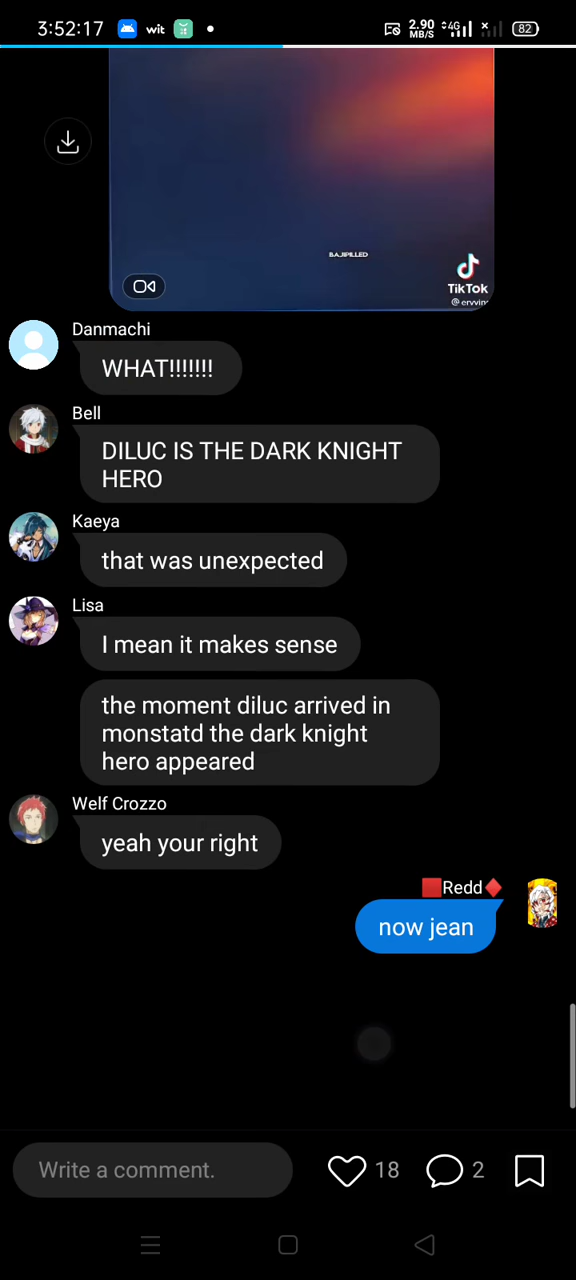 3:52:17
wit
2.90
MB/S
4G
82
BAJIPILLED
TikTok
@ervvin
Danmachi
WHAT!!!!!!!
Bell
DILUC IS THE DARK KNIGHT
HERO
Kaeya
that was unexpected
Lisa
I mean it makes sense
the moment diluc arrived in
monstatd the dark knight
hero appeared
Welf Crozzo
yeah your right
Redd
now jean
Write a comment.
18
2